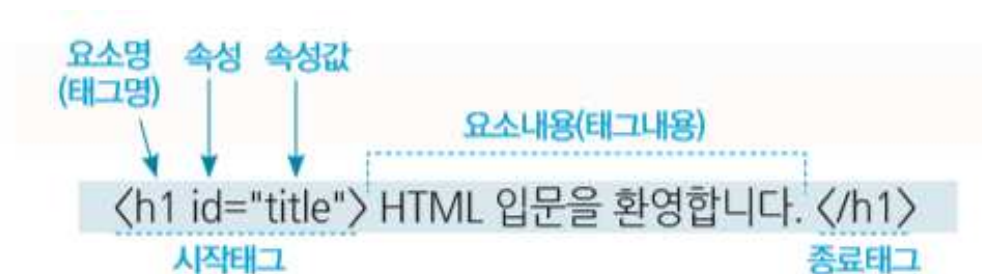 요소명 속성 속성값
(태그명)
요소내용(태그내용)
<h1 id="title"> HTML 입문을 환영합니다. </h1>
시작태그 종료태그